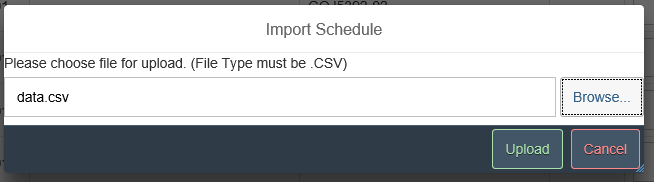 Import Schedule
Please choose file for upload. (File Type must be .CSV)
data.csv
Browse...
Upload
Cancel